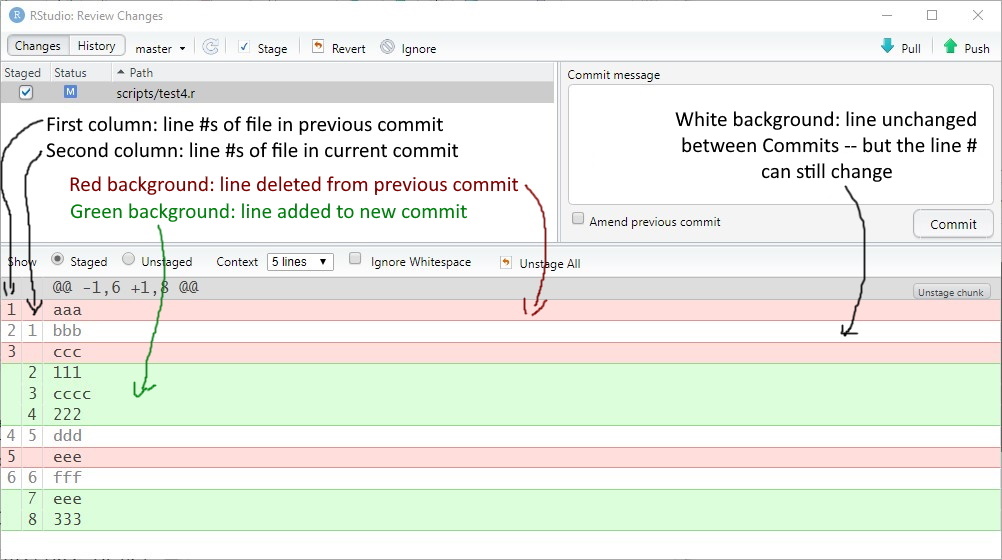 RStudio: Review Changes
Changes History master Stage Revert Ignore Pull Push
Staged Status Path
M scripts/test4.r
Commit message
First column: line #s of file in previous commit
Second column: line #s of file in current commit
Red background: line deleted from previous commit
Green background: line added to new commit
White background: line unchanged
between Commits -- but the line #
can still change
Amend previous commit
Commit
Show Staged Unstaged Context 5 lines Ignore Whitespace Unstage All
@@ -1,6 +1,8 @@ Unstage chunk
1 aaa
2 1 bbb
3 ccc
2 111
3 cccc
4 222
4 5 ddd
5 eee
6 6 fff
7 eee
8 333